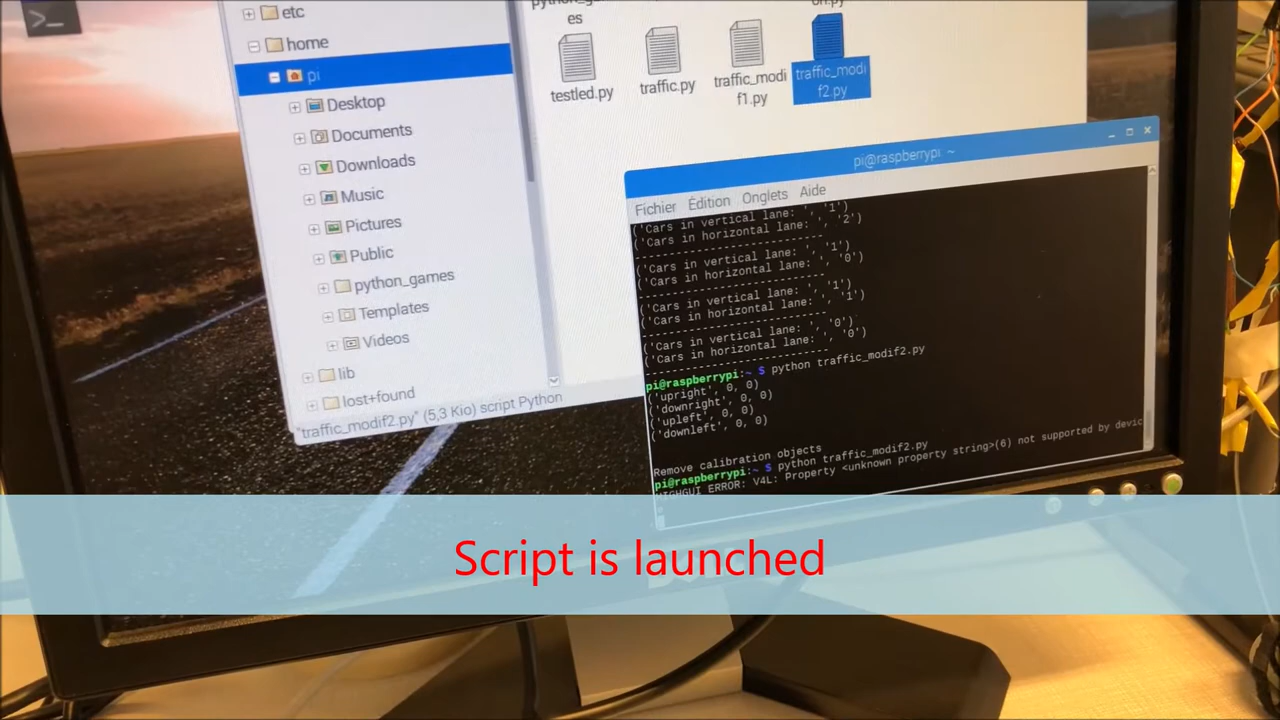 >_
etc
home
pi
Desktop
Documents
Downloads
Music
Pictures
Public
python_games
Templates
Videos
lib
lost+found
"traffic_modif2.py" (5,3 Kio) script Python
es
testled.py
traffic.py
traffic_modi
f1.py
traffic_modi
f2.py
pi@raspberrypi: ~
Fichier Édition Onglets Aide
('Cars in vertical lane: ', '1')
('Cars in horizontal lane: ', '2')
------------------------------
('Cars in vertical lane: ', '1')
('Cars in horizontal lane: ', '0')
------------------------------
('Cars in vertical lane: ', '1')
('Cars in horizontal lane: ', '1')
------------------------------
('Cars in vertical lane: ', '0')
('Cars in horizontal lane: ', '0')
------------------------------
pi@raspberrypi:~ $ python traffic_modif2.py
('upright', 0, 0)
('downright', 0, 0)
('upleft', 0, 0)
('downleft', 0, 0)
Remove calibration objects
pi@raspberrypi:~ $ python traffic_modif2.py
HIGHGUI ERROR: V4L: Property <unknown property string>(6) not supported by devic
Script is launched